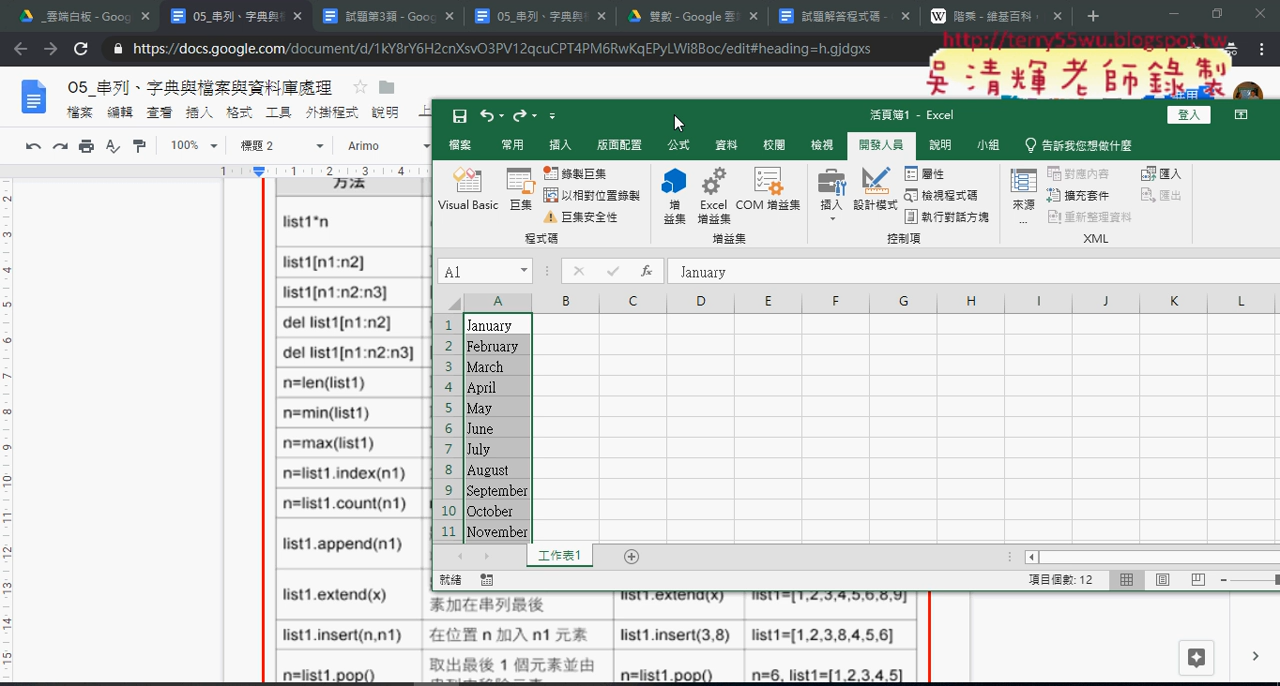 _雲端白板 - Goog
05_串列、字典與
試題第3類 - Goog
05_串列、字典與
雙數 - Google 雲
試題解答程式碼 -
階乘 - 維基百科，
https://docs.google.com/document/d/1kY8rY6H2cnXsvO3PV12qcuCPT4PM6RwKqEPyLWi8Boc/edit#heading=h.gjdgxs
http://terry55wu.blogspot.tw
吳清輝老師錄製
05_串列、字典與檔案與資料庫處理
檔案 編輯 查看 插入 格式 工具 外掛程式 說明 上
100% 標題 2 Arimo
活頁簿1 - Excel
登入
檔案 常用 插入 版面配置 公式 資料 校閱 檢視 開發人員 說明 小組 告訴我您想做什麼
Visual Basic 巨集 錄製巨集 以相對位置錄製 巨集安全性 程式碼
增益集 Excel 增益集 COM 增益集 增益集
插入 設計模式 屬性 檢視程式碼 執行對話方塊 控制項
來源... 對應內容 擴充套件 重新整理資料 匯入 匯出 XML
A1 fx January
A B C D E F G H I J K L
1 January
2 February
3 March
4 April
5 May
6 June
7 July
8 August
9 September
10 October
11 November
工作表1
就緒 項目個數: 12
方法
list1*n
list1[n1:n2]
list1[n1:n2:n3]
del list1[n1:n2]
del list1[n1:n2:n3]
n=len(list1)
n=min(list1)
n=max(list1)
n=list1.index(n1)
n=list1.count(n1)
list1.append(n1)
list1.extend(x) 素加在串列最後 list1.extend(x) list1=[1,2,3,4,5,6,8,9]
list1.insert(n,n1) 在位置 n 加入 n1 元素 list1.insert(3,8) list1=[1,2,3,8,4,5,6]
n=list1.pop() 取出最後 1 個元素並由 n=list1.pop() n=6, list1=[1,2,3,4,5]